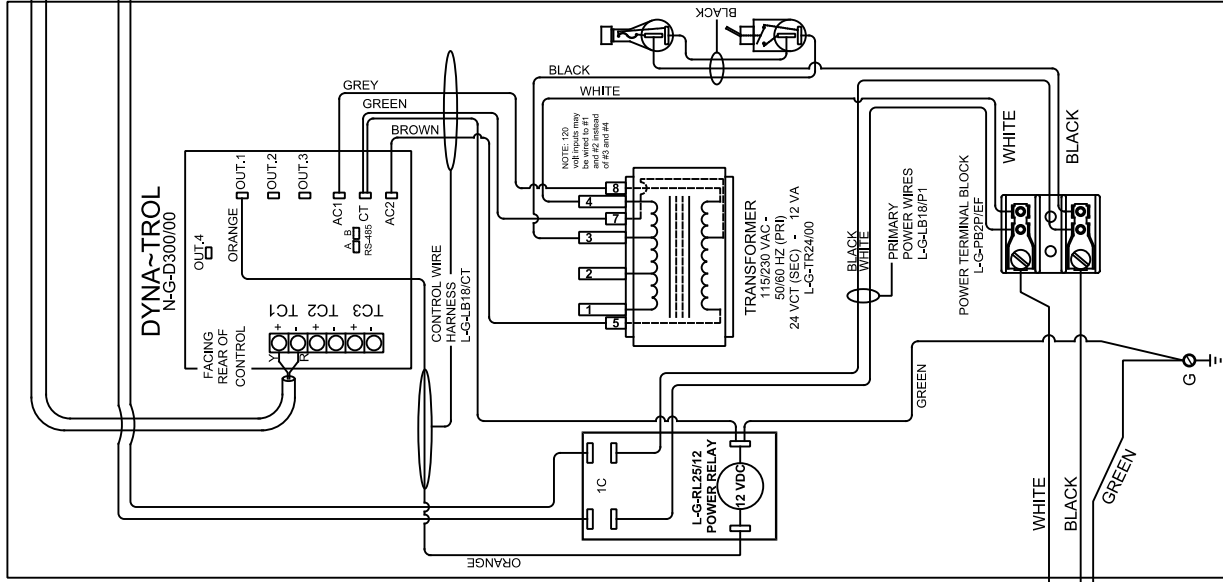 BLACK
BLACK
WHITE
GREY
GREEN
BROWN
NOTE: 120
volt inputs may
be wired to #1
and #2 instead
of #3 and #4
DYNA~TROL
N-G-D300/00
OUT.4
ORANGE
OUT.1
OUT.2
OUT.3
AC1
CT
AC2
A B
RS-485
FACING
REAR OF
CONTROL
TC1
TC2
TC3
+
-
+
-
+
-
Y
R
CONTROL WIRE
HARNESS
L-G-LB18/CT
8
4
7
3
2
1
5
TRANSFORMER
115/230 VAC -
50/60 HZ (PRI)
24 VCT (SEC) - 12 VA
L-G-TR24/00
BLACK
WHITE
PRIMARY
POWER WIRES
L-G-LB18/P1
POWER TERMINAL BLOCK
L-G-PB2P/EF
WHITE
BLACK
GREEN
G
1C
L-G-RL25/12
POWER RELAY
12 VDC
ORANGE
WHITE
BLACK
GREEN